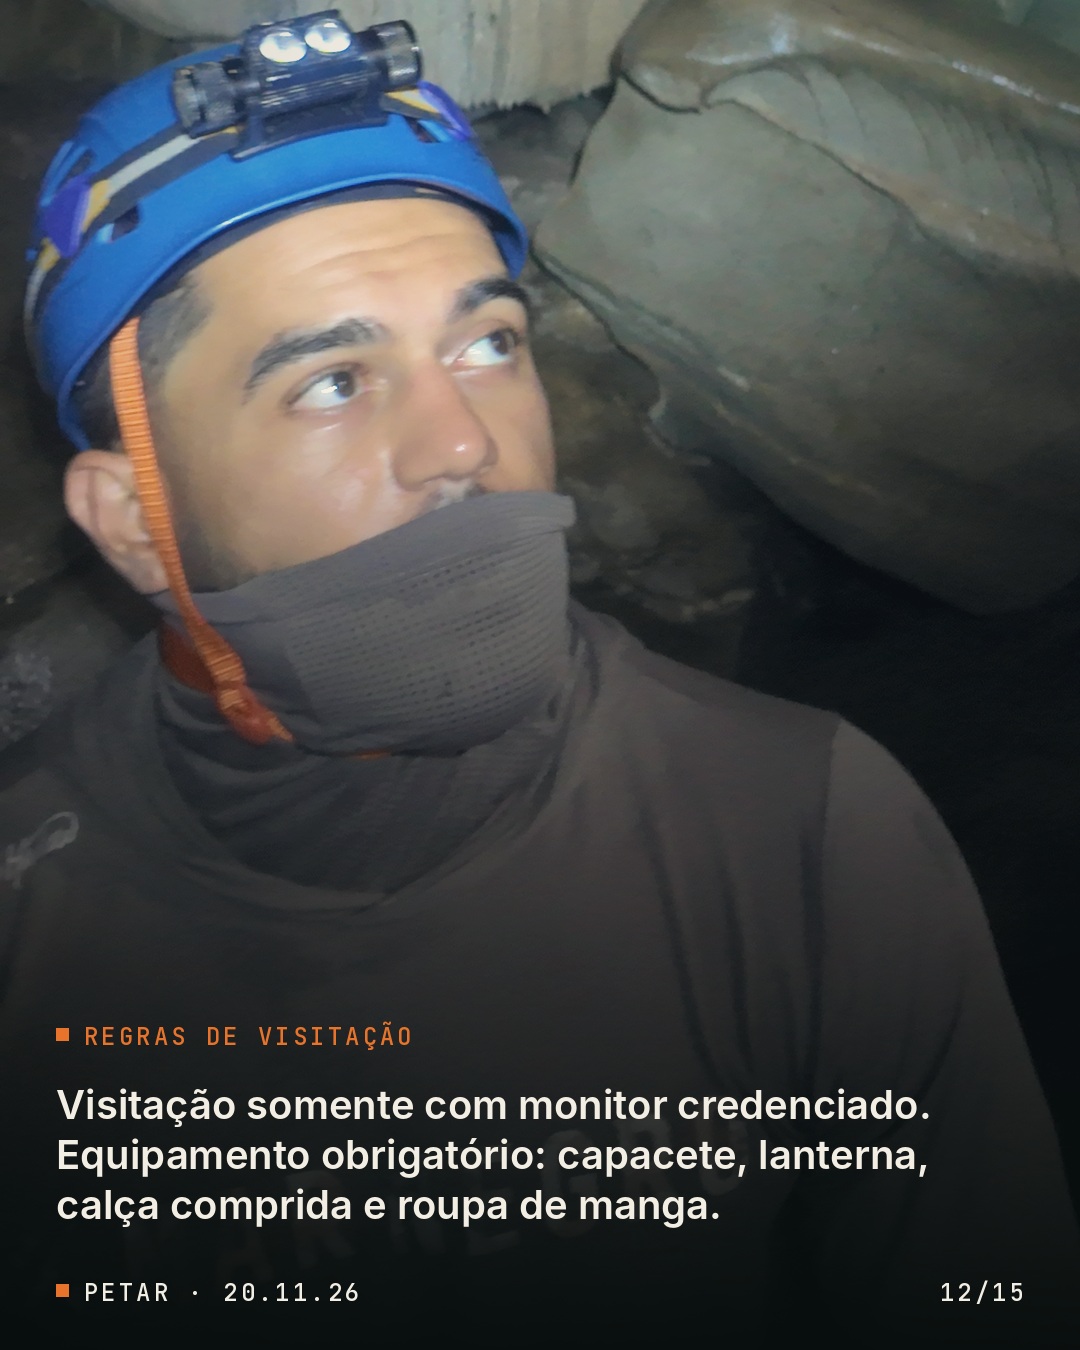 REGRAS DE VISITAÇÃO
Visitação somente com monitor credenciado.
Equipamento obrigatório: capacete, lanterna,
calça comprida e roupa de manga.
PETAR · 20.11.26
12/15